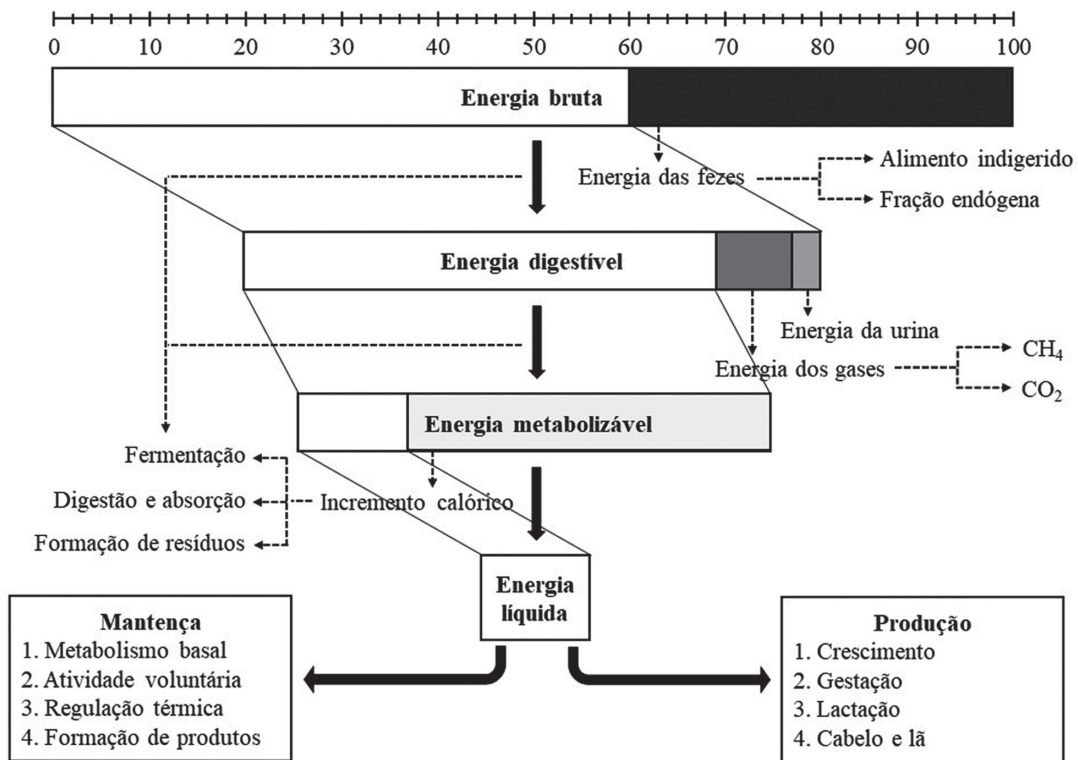 0 10 20 30 40 50 60 70 80 90 100
Energia bruta
Energia das fezes
Alimento indigerido
Fração endógena
Energia digestível
Energia da urina
Energia dos gases
CH₄
CO₂
Energia metabolizável
Fermentação
Digestão e absorção
Incremento calórico
Formação de resíduos
Energia
líquida
Mantença
1. Metabolismo basal
2. Atividade voluntária
3. Regulação térmica
4. Formação de produtos
Produção
1. Crescimento
2. Gestação
3. Lactação
4. Cabelo e lã